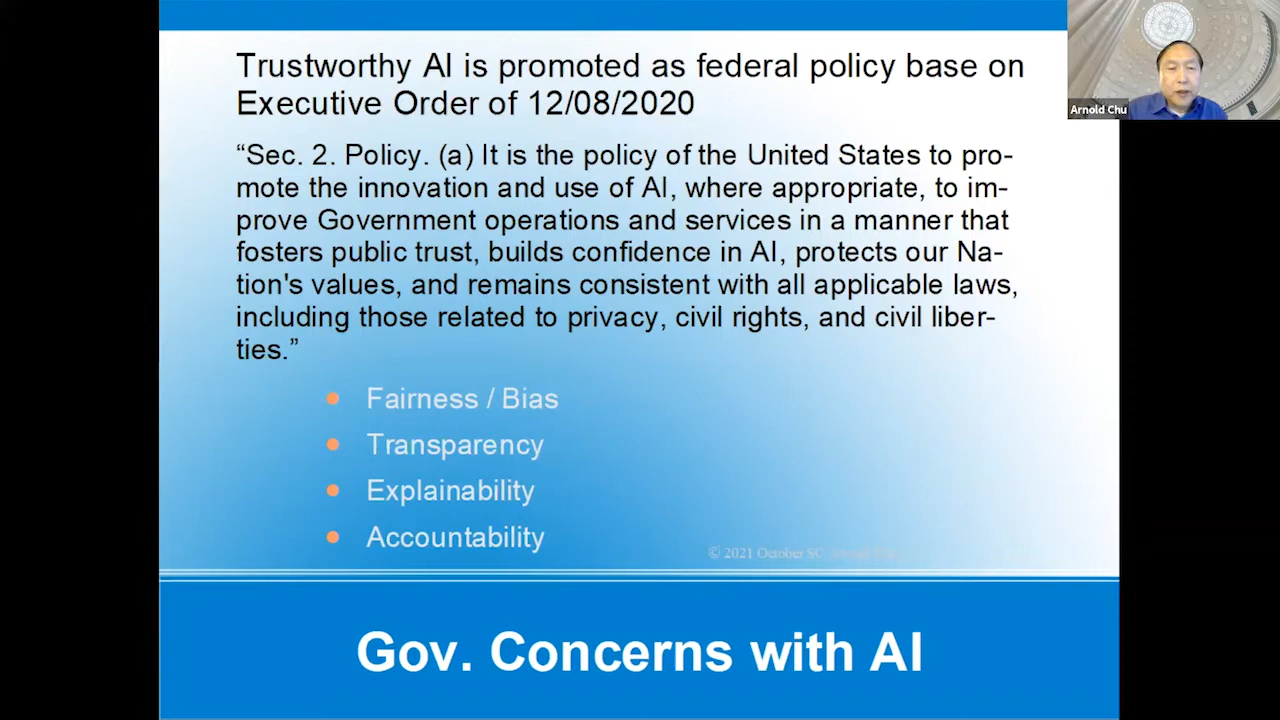 Trustworthy AI is promoted as federal policy base on
Executive Order of 12/08/2020
“Sec. 2. Policy. (a) It is the policy of the United States to pro-
mote the innovation and use of AI, where appropriate, to im-
prove Government operations and services in a manner that
fosters public trust, builds confidence in AI, protects our Na-
tion's values, and remains consistent with all applicable laws,
including those related to privacy, civil rights, and civil liber-
ties.”
Fairness / Bias
Transparency
Explainability
Accountability
© 2021 October SC
Gov. Concerns with AI
Arnold Chu